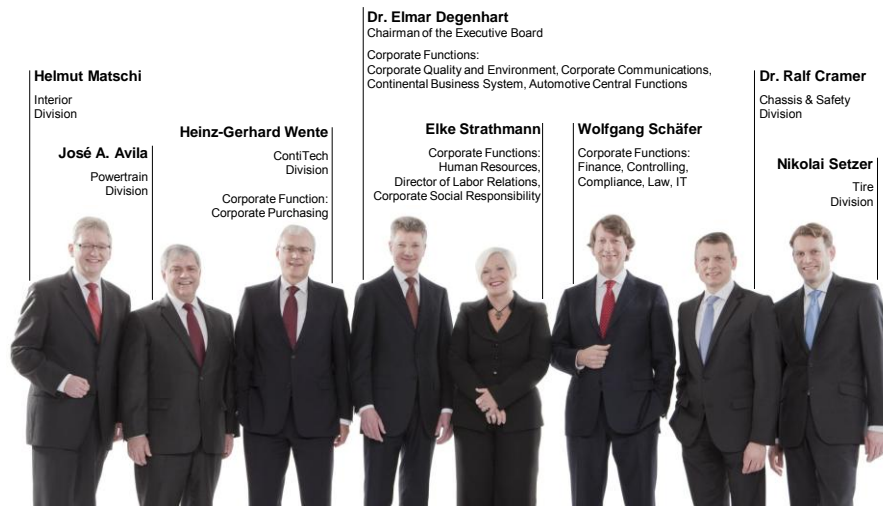 Dr. Elmar Degenhart
Chairman of the Executive Board
Corporate Functions:
Corporate Quality and Environment, Corporate Communications,
Continental Business System, Automotive Central Functions
Helmut Matschi
Interior
Division
José A. Avila
Powertrain
Division
Heinz-Gerhard Wente
ContiTech
Division
Corporate Function:
Corporate Purchasing
Elke Strathmann
Corporate Functions:
Human Resources,
Director of Labor Relations,
Corporate Social Responsibility
Wolfgang Schäfer
Corporate Functions:
Finance, Controlling,
Compliance, Law, IT
Dr. Ralf Cramer
Chassis & Safety
Division
Nikolai Setzer
Tire
Division